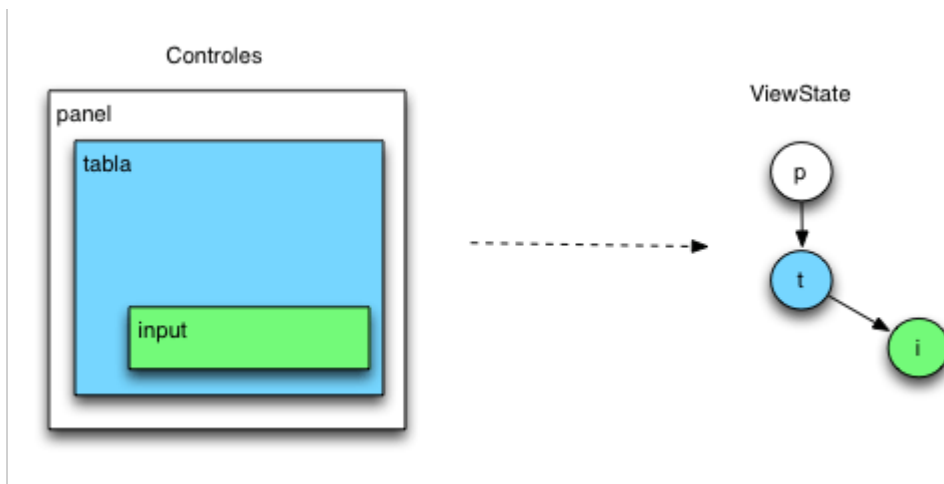 Controles
panel
tabla
input
ViewState
p
t
i